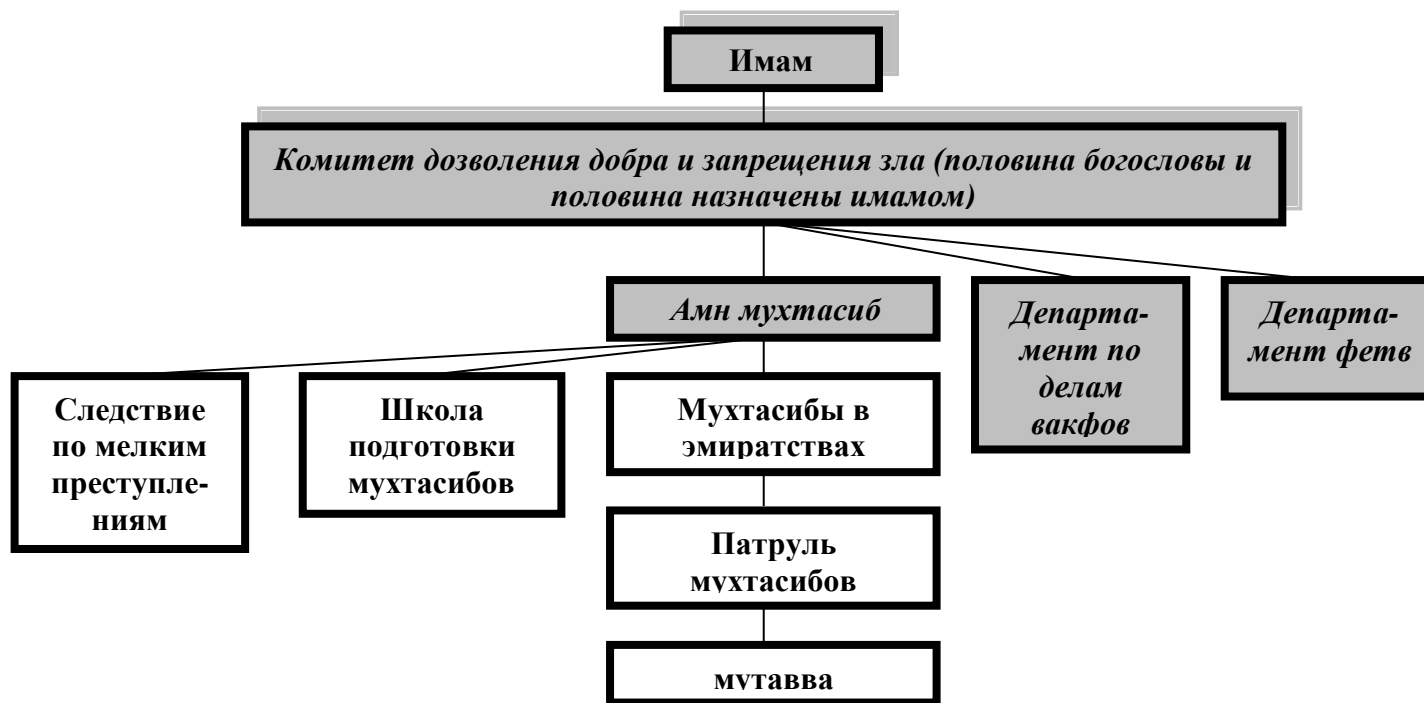 Имам
Комитет дозволения добра и запрещения зла (половина богословы и
половина назначены имамом)
Амн мухтасиб
Департа-
мент по
делам
вакфов
Департа-
мент фетв
Следствие
по мелким
преступле-
ниям
Школа
подготовки
мухтасибов
Мухтасибы в
эмиратствах
Патруль
мухтасибов
мутавва